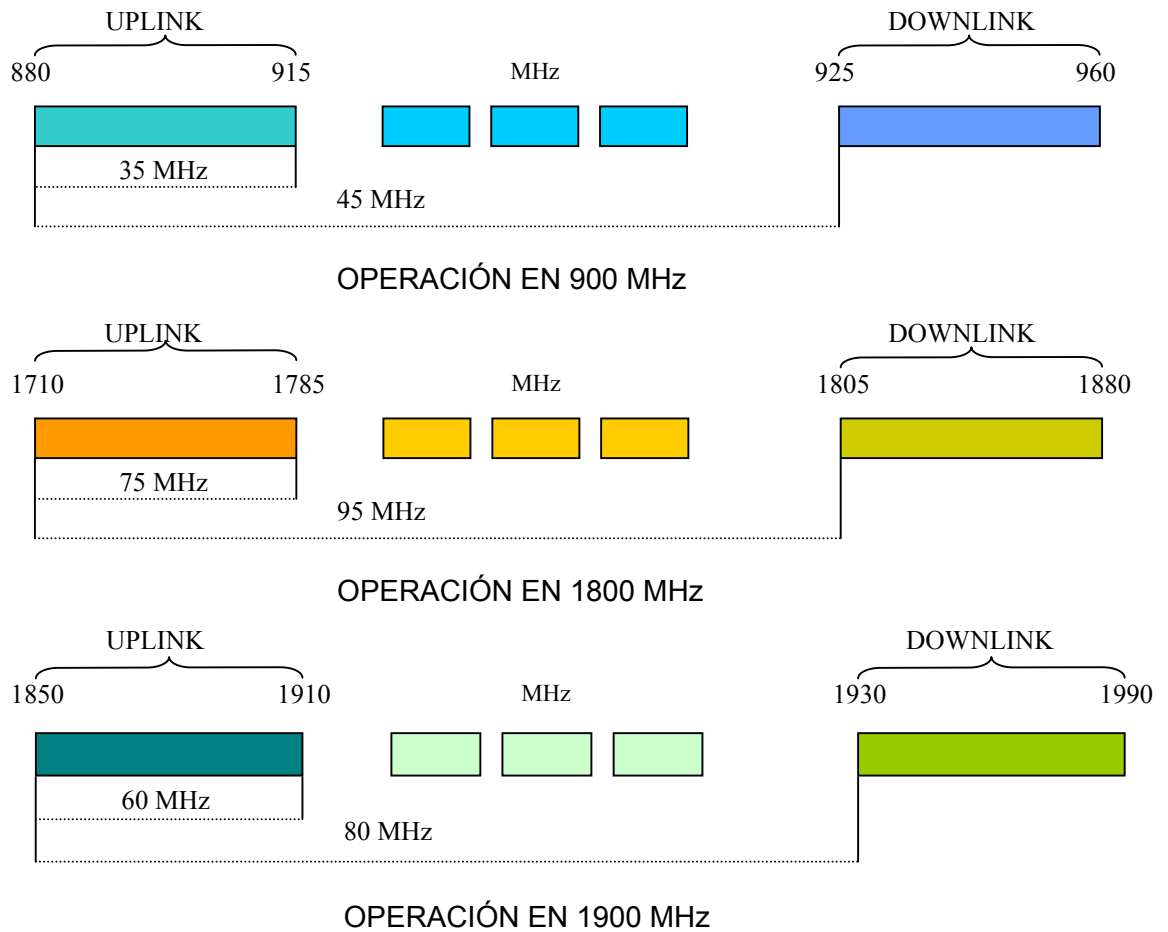 UPLINK DOWNLINK
880 915 MHz 925 960
35 MHz
45 MHz
OPERACIÓN EN 900 MHz
UPLINK DOWNLINK
1710 1785 MHz 1805 1880
75 MHz
95 MHz
OPERACIÓN EN 1800 MHz
UPLINK DOWNLINK
1850 1910 MHz 1930 1990
60 MHz
80 MHz
OPERACIÓN EN 1900 MHz